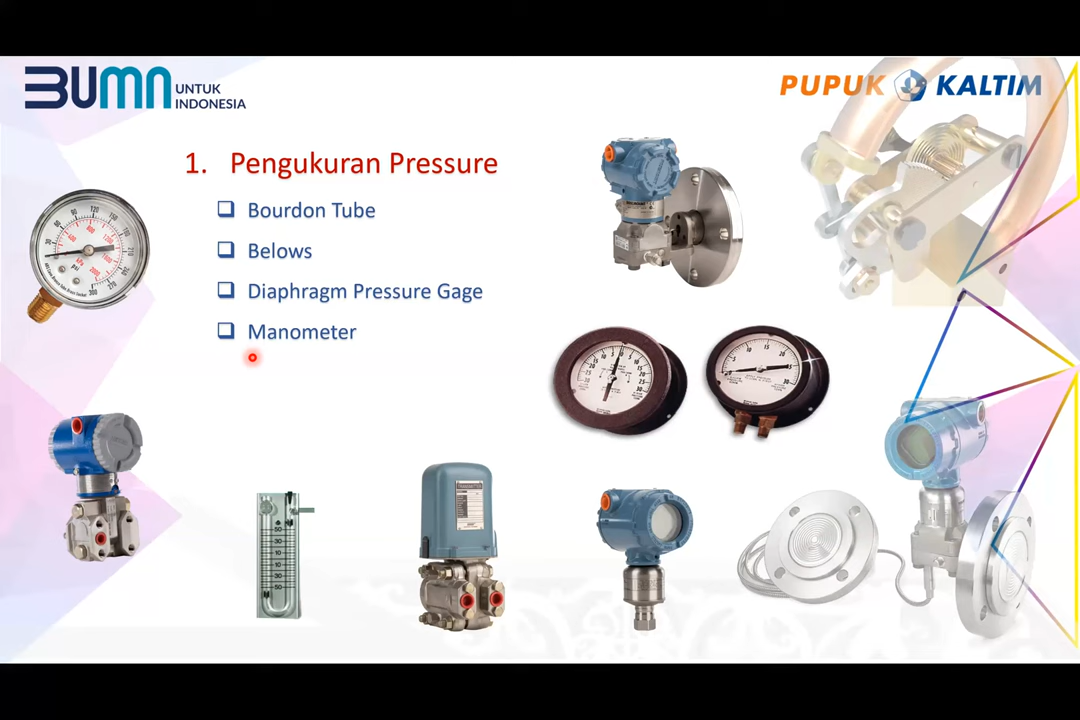 BUMN UNTUK
INDONESIA
PUPUK KALTIM
1. Pengukuran Pressure
❑ Bourdon Tube
❑ Belows
❑ Diaphragm Pressure Gage
❑ Manometer